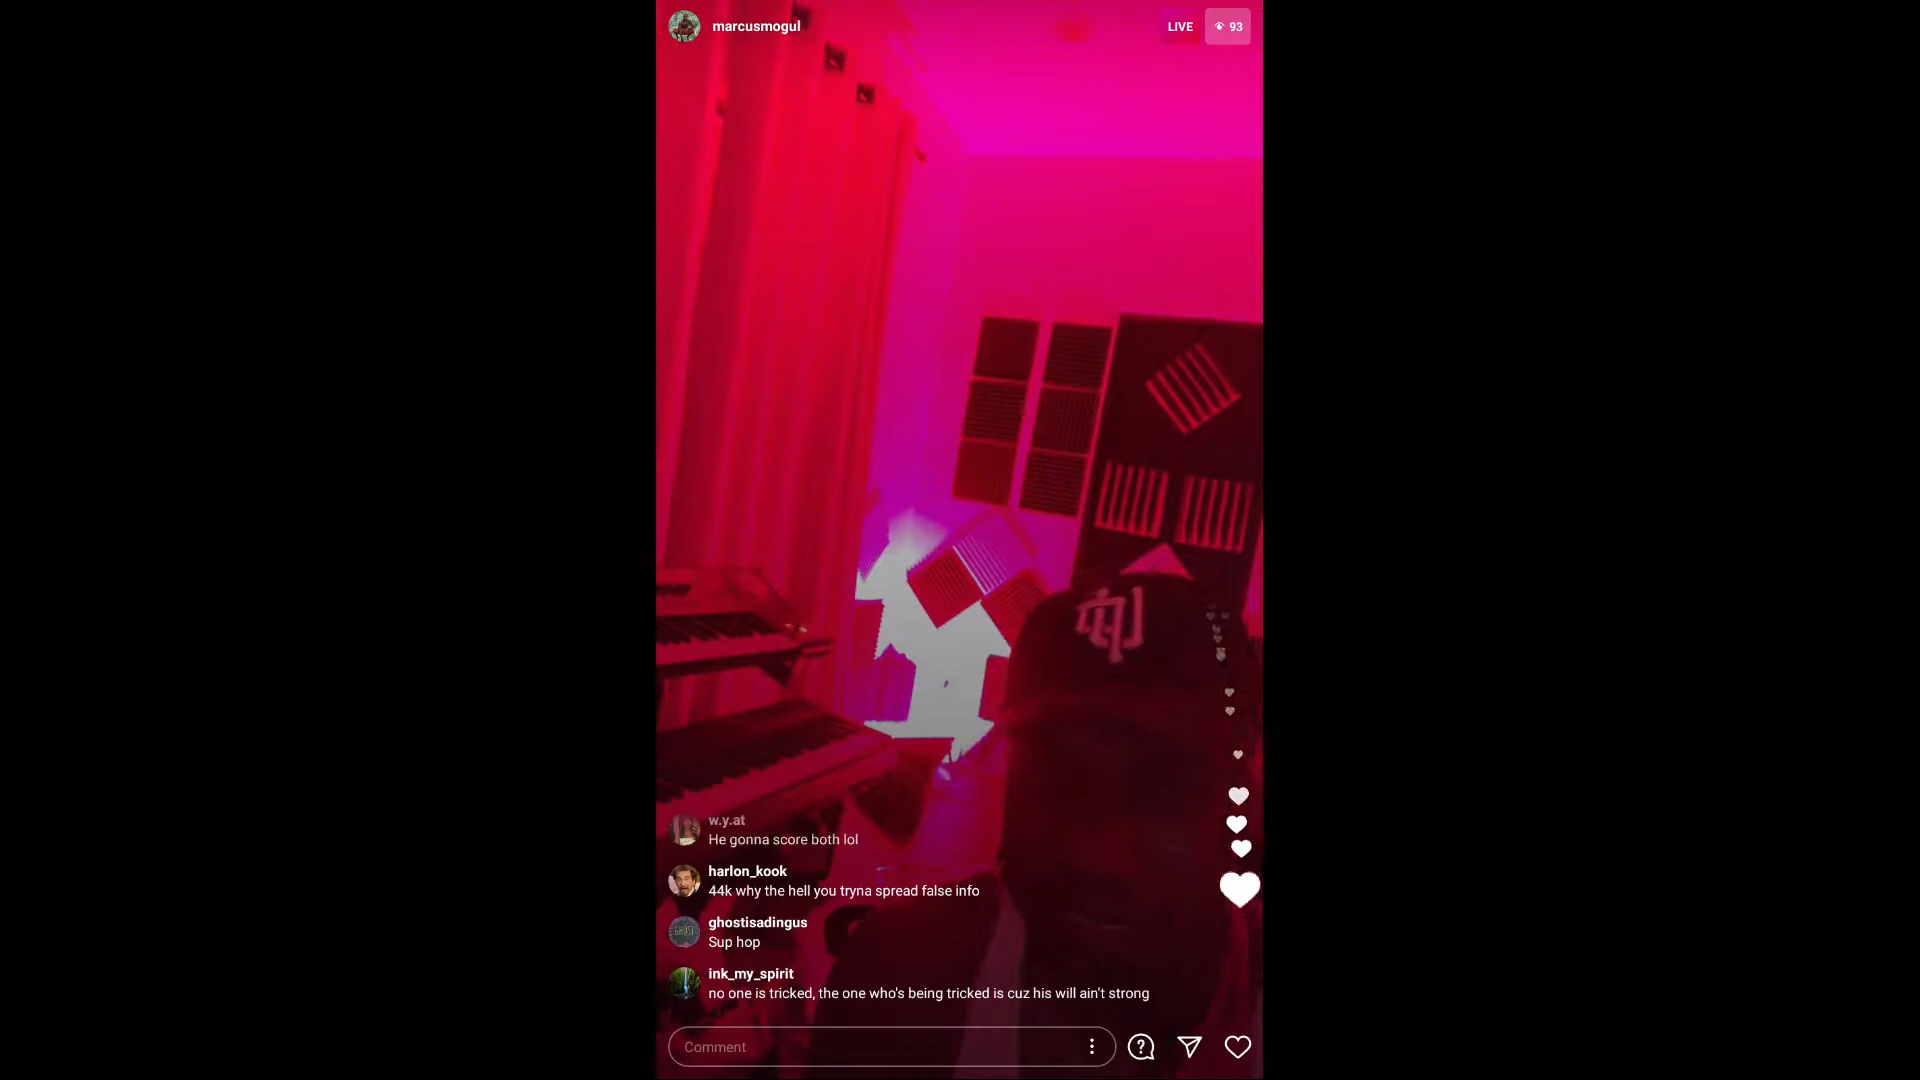 marcusmogul
LIVE
93
w.y.at
He gonna score both lol
harlon_kook
44k why the hell you tryna spread false info
ghostisadingus
Sup hop
ink_my_spirit
no one is tricked, the one who's being tricked is cuz his will ain't strong
Comment